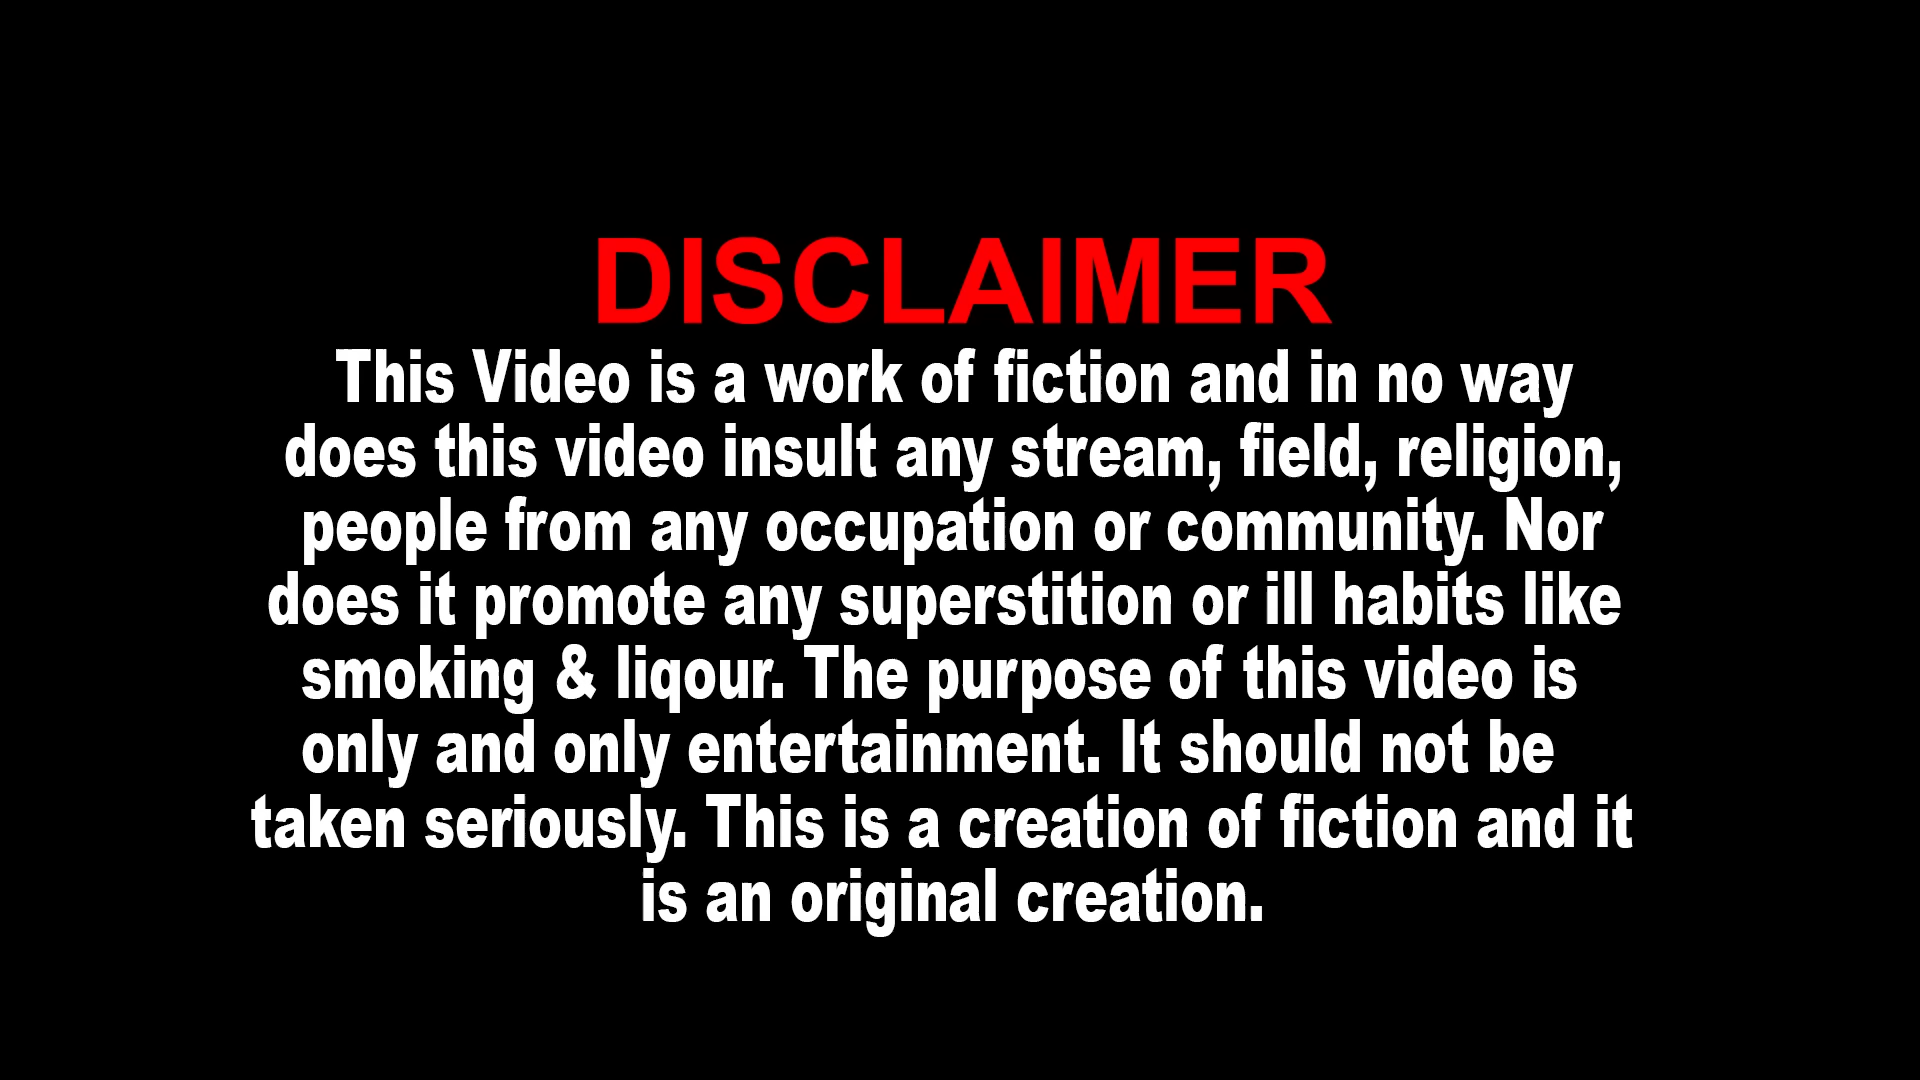 DISCLAIMER
This Video is a work of fiction and in no way
does this video insult any stream, field, religion,
people from any occupation or community. Nor
does it promote any superstition or ill habits like
smoking & liqour. The purpose of this video is
only and only entertainment. It should not be
taken seriously. This is a creation of fiction and it
is an original creation.